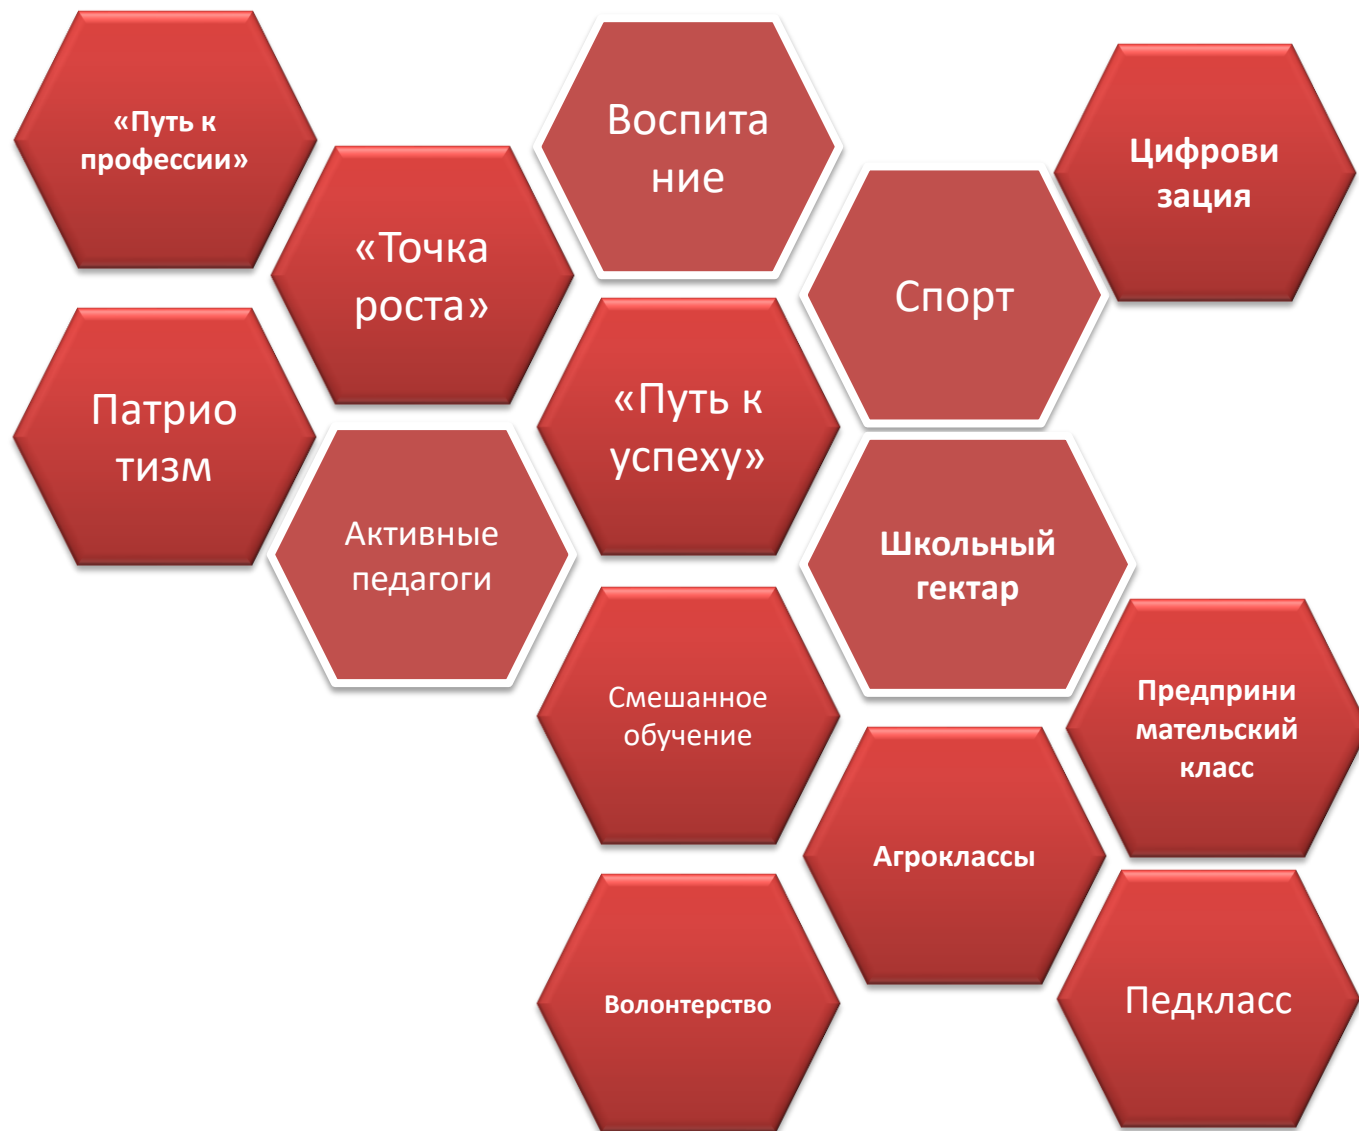 «Путь к
профессии»
«Точка
роста»
Воспита
ние
Спорт
Цифрови
зация
Патрио
тизм
Активные
педагоги
«Путь к
успеху»
Школьный
гектар
Смешанное
обучение
Предприни
мательский
класс
Агроклассы
Волонтерство
Педкласс